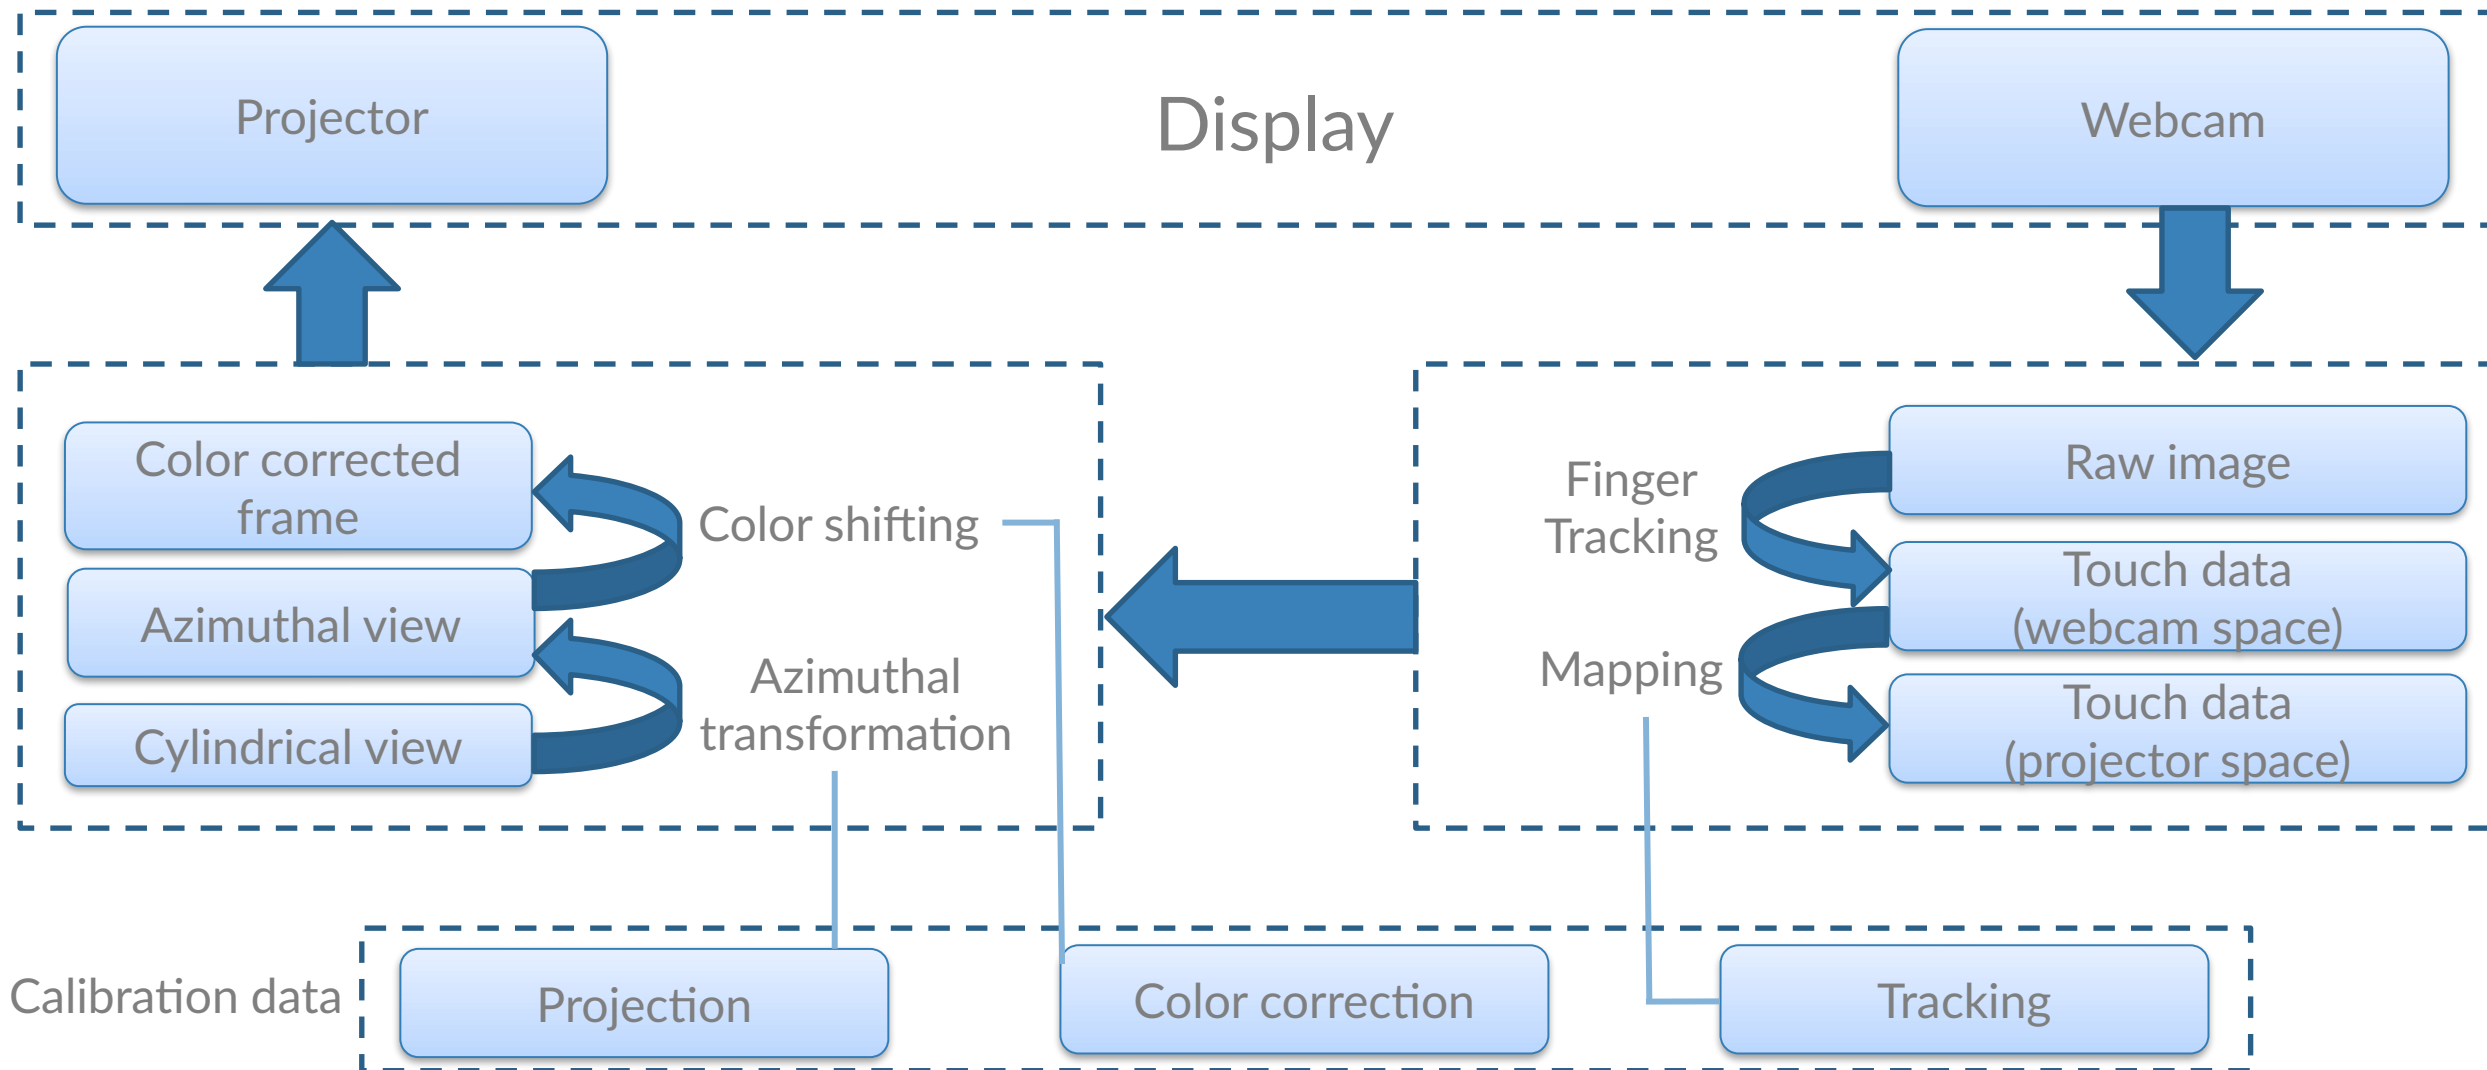 Projector
Display
Webcam
Color corrected
frame
Color shifting
Azimuthal view
Azimuthal
transformation
Cylindrical view
Finger
Tracking
Raw image
Touch data
(webcam space)
Mapping
Touch data
(projector space)
Calibration data
Projection
Color correction
Tracking